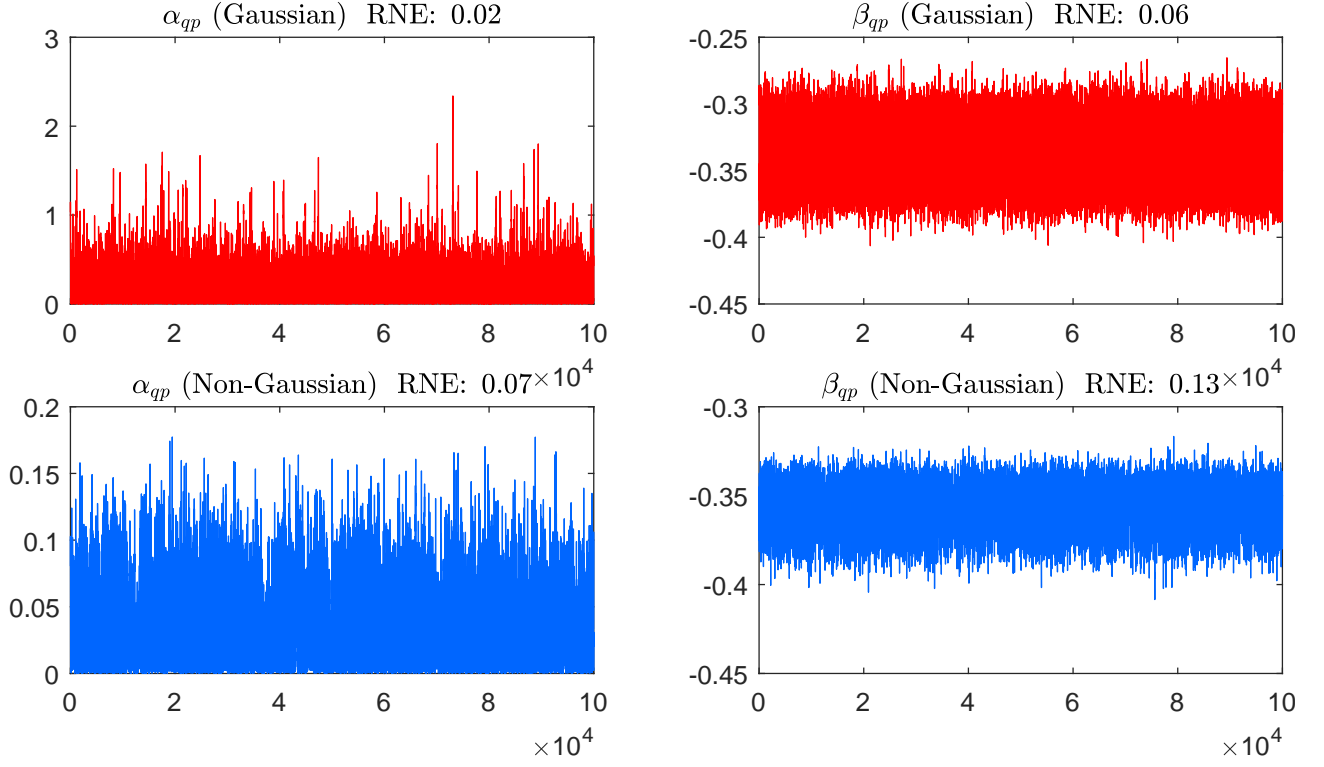 α_qp (Gaussian) RNE: 0.02
3
2
1
0
0 2 4 6 8 10
×10^4
β_qp (Gaussian) RNE: 0.06
-0.25
-0.3
-0.35
-0.4
-0.45
0 2 4 6 8 10
×10^4
α_qp (Non-Gaussian) RNE: 0.07
0.2
0.15
0.1
0.05
0
0 2 4 6 8 10
×10^4
β_qp (Non-Gaussian) RNE: 0.13
-0.3
-0.35
-0.4
-0.45
0 2 4 6 8 10
×10^4